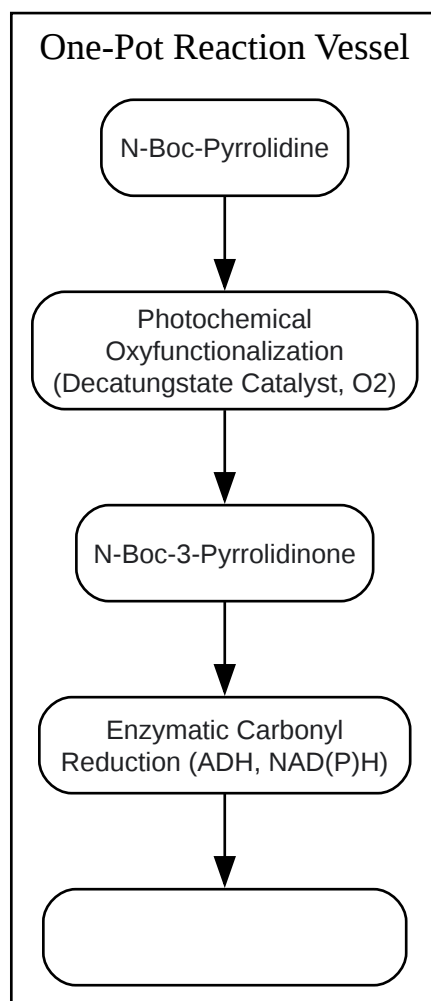 One-Pot Reaction Vessel
N-Boc-Pyrrolidine
Photochemical
Oxyfunctionalization
(Decatungstate Catalyst, O2)
N-Boc-3-Pyrrolidinone
Enzymatic Carbonyl
Reduction (ADH, NAD(P)H)